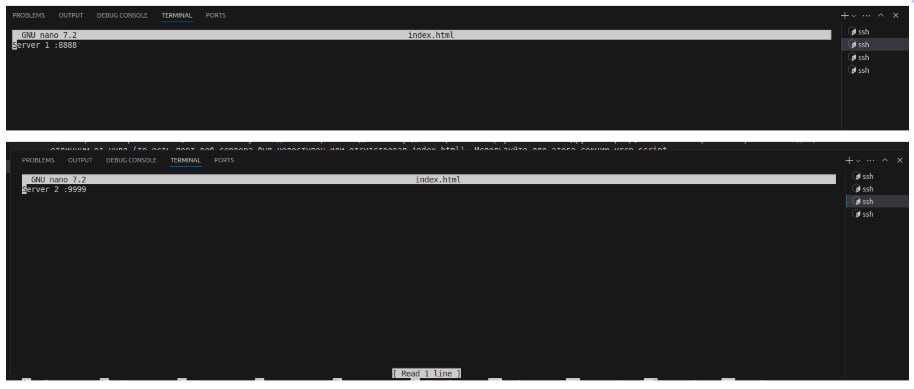 PROBLEMS OUTPUT DEBUG CONSOLE TERMINAL PORTS
GNU nano 7.2 index.html
Server 1 :8888
ssh
ssh
ssh
ssh
PROBLEMS OUTPUT DEBUG CONSOLE TERMINAL PORTS
GNU nano 7.2 index.html
Server 2 :9999
ssh
ssh
ssh
ssh
[ Read 1 line ]